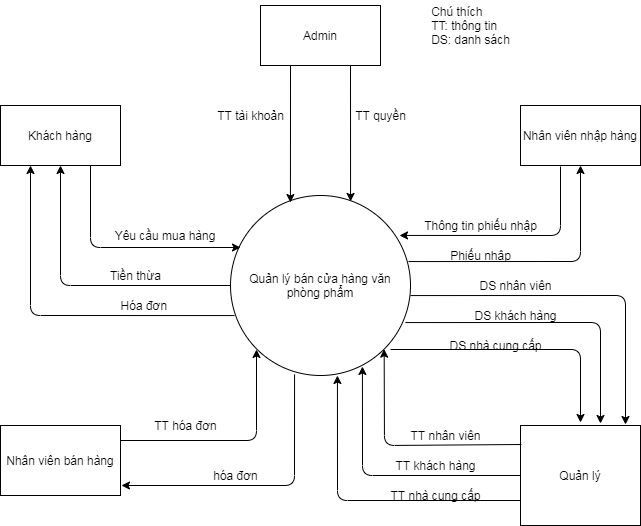 Chú thích
TT: thông tin
DS: danh sách
Admin
TT tài khoản
TT quyền
Khách hàng
Nhân viên nhập hàng
Yêu cầu mua hàng
Thông tin phiếu nhập
Phiếu nhập
Tiền thừa
Quản lý bán cửa hàng văn
phòng phẩm
DS nhân viên
Hóa đơn
DS khách hàng
DS nhà cung cấp
TT hóa đơn
TT nhân viên
Nhân viên bán hàng
TT khách hàng
Quản lý
hóa đơn
TT nhà cung cấp